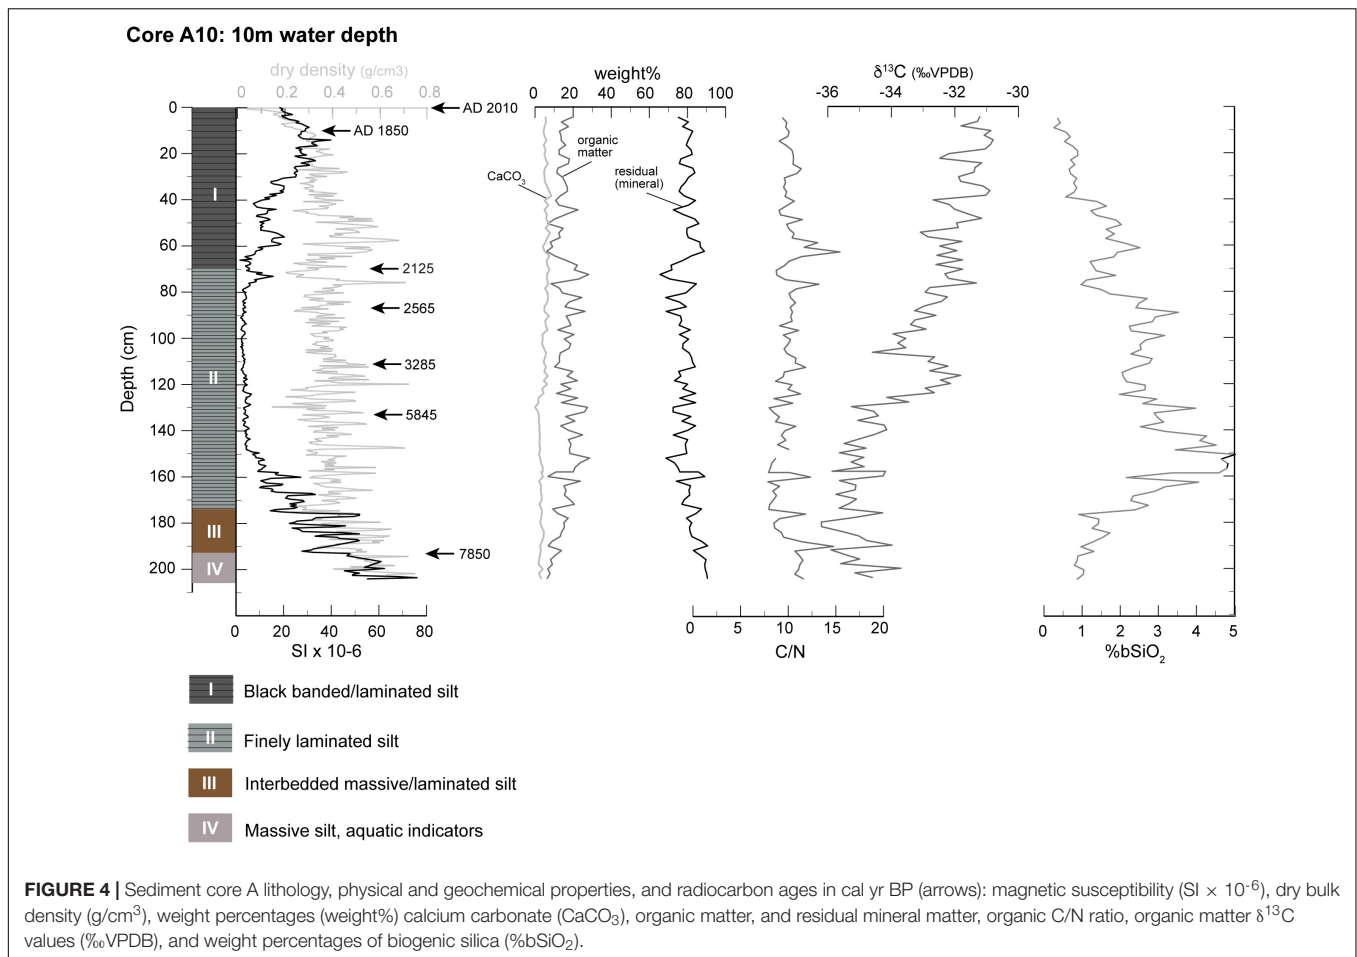 Core A10: 10m water depth
dry density (g/cm3)
0 0.2 0.4 0.6 0.8
weight%
0 20 40 60 80 100
δ13C (‰VPDB)
-36 -34 -32 -30
Depth (cm)
0
20
40
60
80
100
120
140
160
180
200
I
II
III
IV
AD 2010
AD 1850
2125
2565
3285
5845
7850
CaCO3
organic
matter
residual
(mineral)
0 20 40 60 80
SI x 10-6
0 5 10 15 20
C/N
0 1 2 3 4 5
%bSiO2
I Black banded/laminated silt
II Finely laminated silt
III Interbedded massive/laminated silt
IV Massive silt, aquatic indicators
FIGURE 4 | Sediment core A lithology, physical and geochemical properties, and radiocarbon ages in cal yr BP (arrows): magnetic susceptibility (SI × 10-6), dry bulk
density (g/cm3), weight percentages (weight%) calcium carbonate (CaCO3), organic matter, and residual mineral matter, organic C/N ratio, organic matter δ13C
values (‰VPDB), and weight percentages of biogenic silica (%bSiO2).